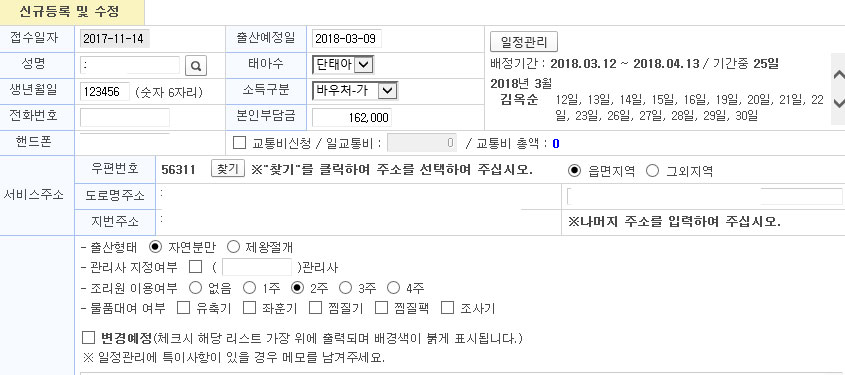 신규등록 및 수정
접수일자 2017-11-14 출산예정일 2018-03-09 일정관리
성명 : 태아수 단태아 배정기간 : 2018.03.12 ~ 2018.04.13 / 기간중 25일
생년월일 123456 (숫자 6자리) 소득구분 바우처-가 2018년 3월
김옥순 12일, 13일, 14일, 15일, 16일, 19일, 20일, 21일, 22
일, 23일, 26일, 27일, 28일, 29일, 30일
전화번호 본인부담금 162,000
핸드폰 교통비신청 / 일교통비 : 0 / 교통비 총액 : 0
서비스주소 우편번호 56311 찾기 ※"찾기"를 클릭하여 주소를 선택하여 주십시오. 읍면지역 그외지역
도로명주소 :
지번주소 : ※나머지 주소를 입력하여 주십시오.
- 출산형태 자연분만 제왕절개
- 관리사 지정여부 ( )관리사
- 조리원 이용여부 없음 1주 2주 3주 4주
- 물품대여 여부 유축기 좌훈기 찜질기 찜질팩 조사기
변경예정(체크시 해당 리스트 가장 위에 출력되며 배경색이 붉게 표시됩니다.)
※ 일정관리에 특이사항이 있을 경우 메모를 남겨주세요.